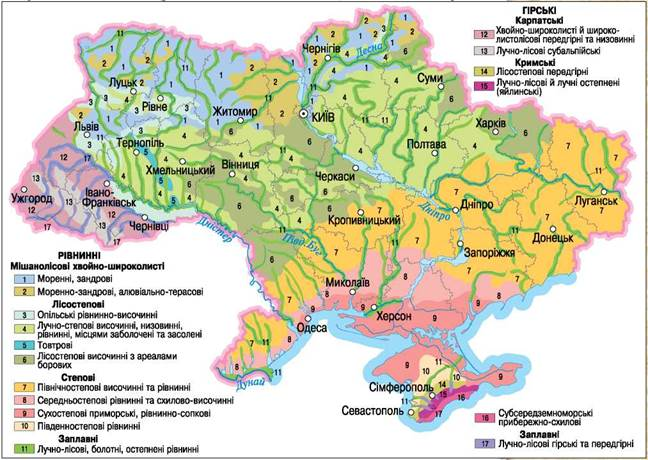 ГІРСЬКІ
Карпатські
12 Хвойно-широколисті й широко-
листолісові передгірні та низовинні
13 Лучно-лісові субальпійські
Кримські
14 Лісостепові передгірні
15 Лучно-лісові й лучні остепнені
(яйлинські)
Чернігів
Десна
Луцьк
Рівне
Суми
Житомир
КИЇВ
Львів
Харків
Тернопіль
Полтава
Хмельницький
Вінниця
Черкаси
Ужгород
Івано-
Франківськ
Луганськ
Кропивницький
Дніпро
Дніпро
Чернівці
Дністер
Півд. Буг
Донецьк
Запоріжжя
Миколаїв
Херсон
Одеса
Дунай
Сімферополь
Севастополь
РІВНИННІ
Мішанолісові хвойно-широколисті
1 Моренні, зандрові
2 Моренно-зандрові, алювіально-терасові
Лісостепові
3 Опільські рівнинно-височинні
4 Лучно-степові височинні, низовинні,
рівнинні, місцями заболочені та засолені
5 Товтрові
6 Лісостепові височинні з ареалами
борових
Степові
7 Північностепові височинні та рівнинні
8 Середньостепові рівнинні та схилово-височинні
9 Сухостепові приморські, рівнинно-сопкові
10 Південностепові рівнинні
Заплавні
11 Лучно-лісові, болотні, остепнені рівнинні
16 Субсередземноморські
прибережно-схилові
Заплавні
17 Лучно-лісові гірські та передгірні